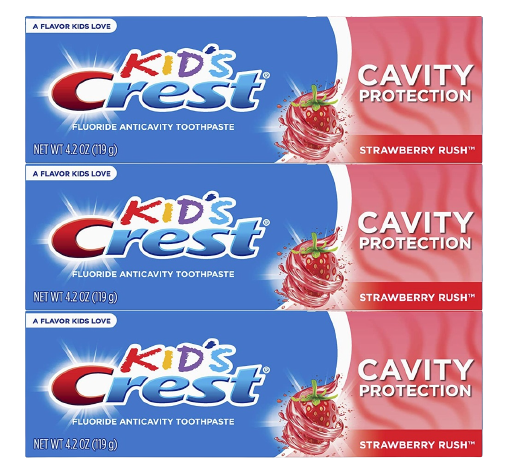 A FLAVOR KIDS LOVE
KID'S
Crest®
FLUORIDE ANTICAVITY TOOTHPASTE
NET WT 4.2 OZ (119 g)
CAVITY
PROTECTION
STRAWBERRY RUSH™
A FLAVOR KIDS LOVE
KID'S
Crest®
FLUORIDE ANTICAVITY TOOTHPASTE
NET WT 4.2 OZ (119 g)
CAVITY
PROTECTION
STRAWBERRY RUSH™
A FLAVOR KIDS LOVE
KID'S
Crest®
FLUORIDE ANTICAVITY TOOTHPASTE
NET WT 4.2 OZ (119 g)
CAVITY
PROTECTION
STRAWBERRY RUSH™